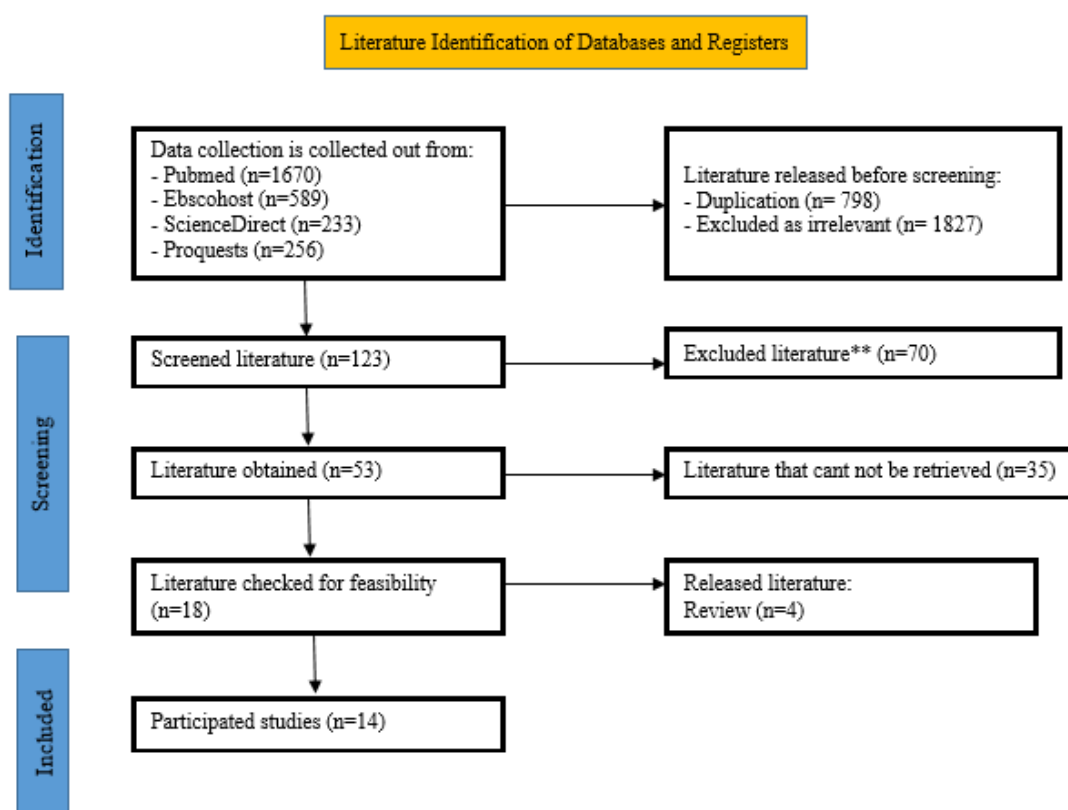 Literature Identification of Databases and Registers
Identification
Data collection is collected out from:
- Pubmed (n=1670)
- Ebscohost (n=589)
- ScienceDirect (n=233)
- Proquests (n=256)
Literature released before screening:
- Duplication (n= 798)
- Excluded as irrelevant (n= 1827)
Screening
Screened literature (n=123)
Excluded literature** (n=70)
Literature obtained (n=53)
Literature that cant not be retrieved (n=35)
Literature checked for feasibility
(n=18)
Released literature:
Review (n=4)
Included
Participated studies (n=14)